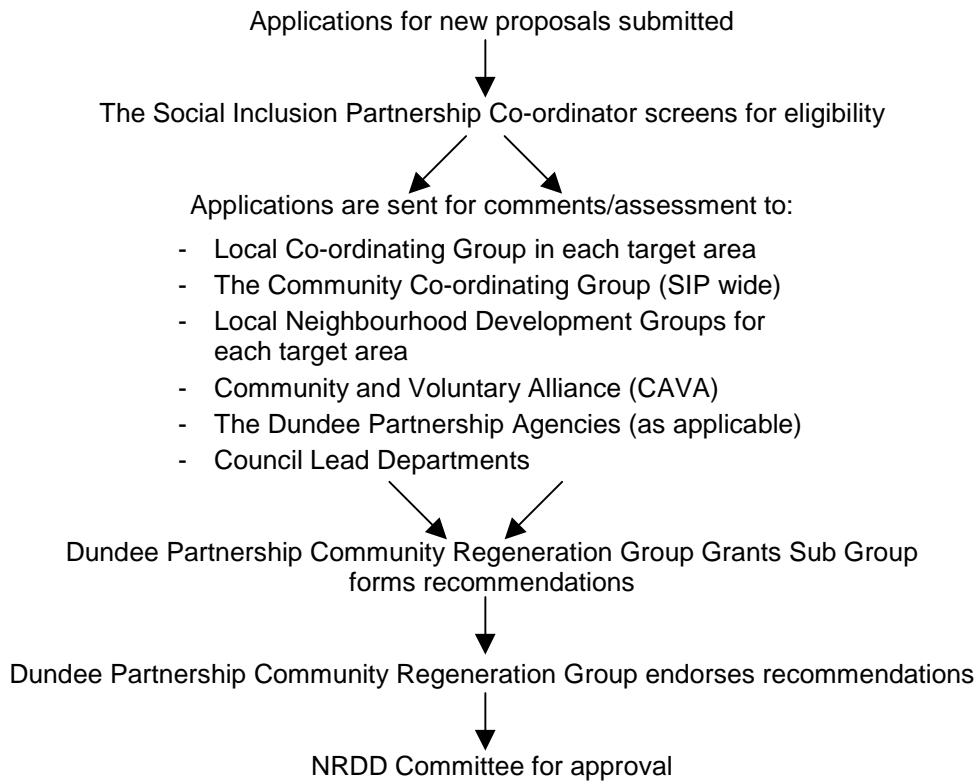 Applications for new proposals submitted
The Social Inclusion Partnership Co-ordinator screens for eligibility
Applications are sent for comments/assessment to:
- Local Co-ordinating Group in each target area
- The Community Co-ordinating Group (SIP wide)
- Local Neighbourhood Development Groups for
each target area
- Community and Voluntary Alliance (CAVA)
- The Dundee Partnership Agencies (as applicable)
- Council Lead Departments
Dundee Partnership Community Regeneration Group Grants Sub Group
forms recommendations
Dundee Partnership Community Regeneration Group endorses recommendations
NRDD Committee for approval